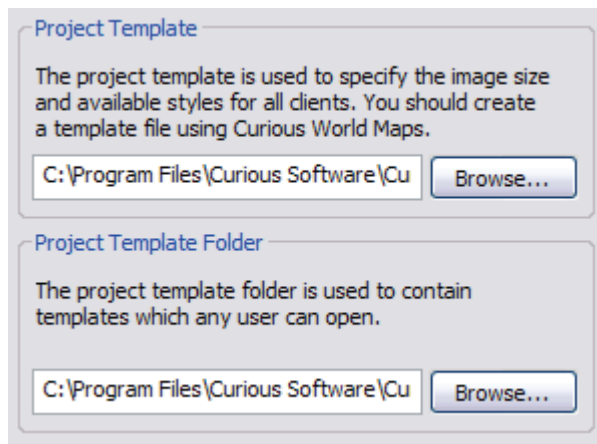 Project Template
The project template is used to specify the image size
and available styles for all clients. You should create
a template file using Curious World Maps.
C:\Program Files\Curious Software\Cu Browse...
Project Template Folder
The project template folder is used to contain
templates which any user can open.
C:\Program Files\Curious Software\Cu Browse...